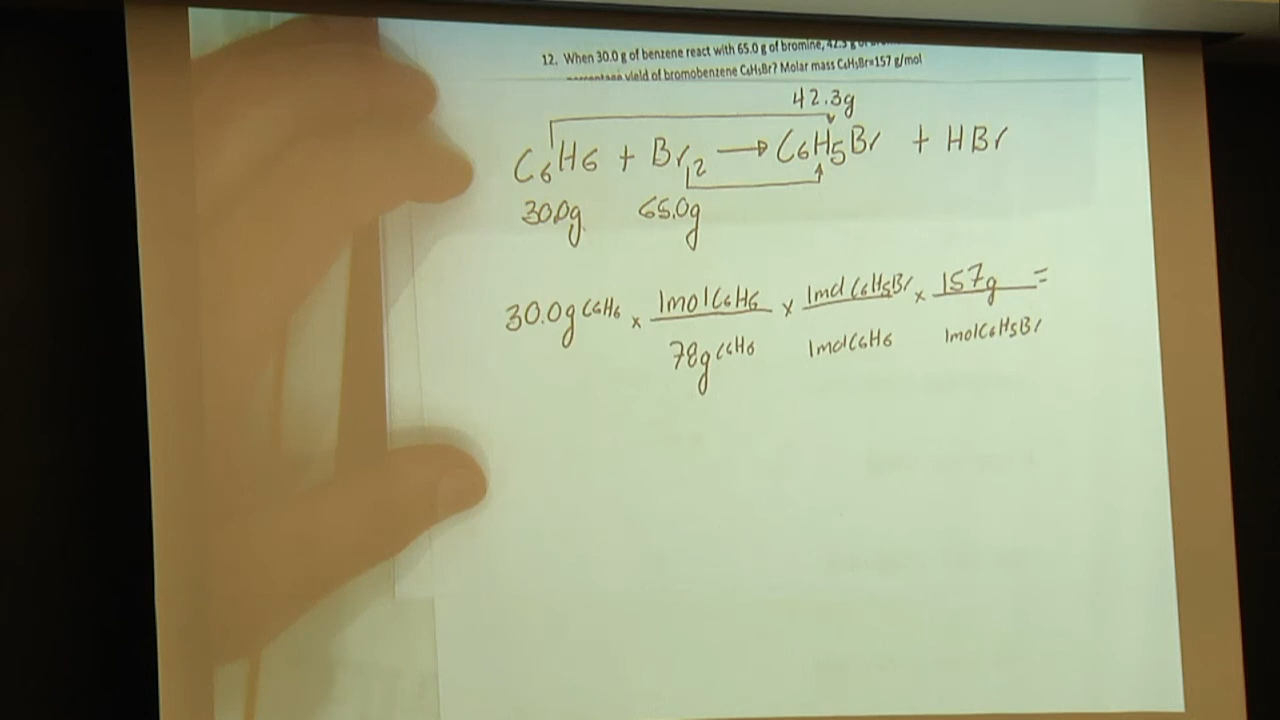 12. When 30.0 g of benzene react with 65.0 g of bromine, 42.3 g of
yield of bromobenzene C₆H₅Br? Molar mass C₆H₅Br=157 g/mol
42.3g
C₆H6 + Br₂ → C6H5Br + HBr
30.0g 65.0g
30.0g C6H6 x 1mol C6H6 / 78g C6H6 x 1mol C6H5Br / 1mol C6H6 x 157g / 1mol C6H5Br =